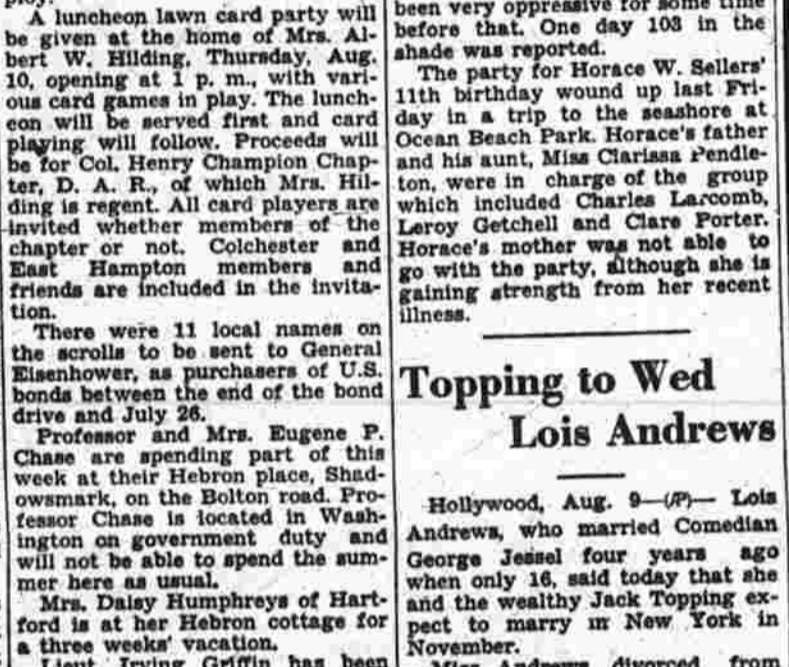 A luncheon lawn card party will
be given at the home of Mrs. Al-
bert W. Hilding, Thursday, Aug.
10, opening at 1 p. m., with vari-
ous card games in play. The lunch-
eon will be served first and card
playing will follow. Proceeds will
be for Col. Henry Champion Chap-
ter, D. A. R., of which Mrs. Hil-
ding is regent. All card players are
invited whether members of the
chapter or not. Colchester and
East Hampton members and
friends are included in the invita-
tion.
There were 11 local names on
the scrolls to be sent to General
Eisenhower, as purchasers of U.S.
bonds between the end of the bond
drive and July 26.
Professor and Mrs. Eugene P.
Chase are spending part of this
week at their Hebron place, Shad-
owsmark, on the Bolton road. Pro-
fessor Chase is located in Wash-
ington on government duty and
will not be able to spend the sum-
mer here as usual.
Mrs. Daisy Humphreys of Hart-
ford is at her Hebron cottage for
a three weeks' vacation.
Lieut. Irving Griffin has been
been very oppressive for some time
before that. One day 103 in the
shade was reported.
The party for Horace W. Sellers'
11th birthday wound up last Fri-
day in a trip to the seashore at
Ocean Beach Park. Horace's father
and his aunt, Miss Clarissa Pendle-
ton, were in charge of the group
which included Charles Larcomb,
Leroy Getchell and Clare Porter.
Horace's mother was not able to
go with the party, although she is
gaining strength from her recent
illness.
Topping to Wed
Lois Andrews
Hollywood, Aug. 9—(AP)— Lois
Andrews, who married Comedian
George Jessel four years ago
when only 16, said today that she
and the wealthy Jack Topping ex-
pect to marry in New York in
November.
Miss Andrews divorced from